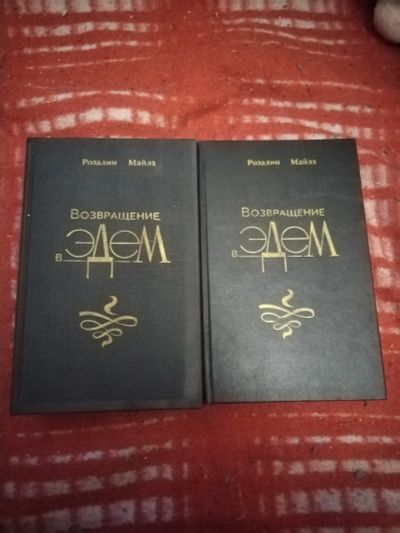 Розалин Майлз
Возвращение
в Эдем
Розалин Майлз
Возвращение
в Эдем